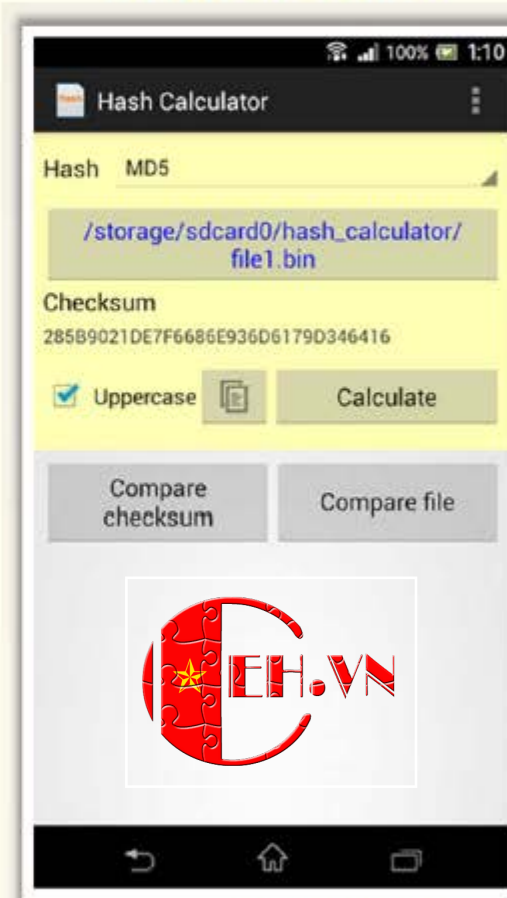 100% 1:10
Hash Calculator
Hash MD5
/storage/sdcard0/hash_calculator/
file1.bin
Checksum
285B9021DE7F6686E936D6179D346416
Uppercase
Calculate
Compare
checksum
Compare file
CEH.VN